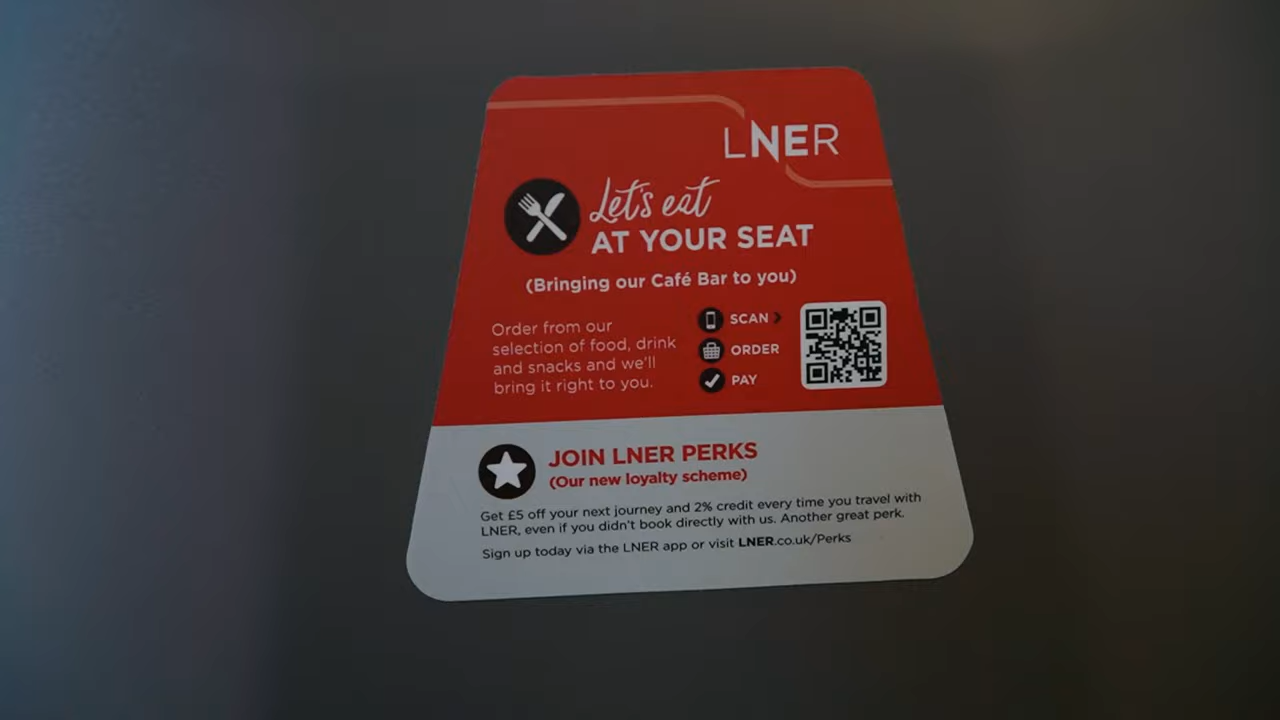 LNER
Let's eat
AT YOUR SEAT
(Bringing our Café Bar to you)
Order from our
selection of food, drink
and snacks and we'll
bring it right to you.
SCAN
ORDER
PAY
JOIN LNER PERKS
(Our new loyalty scheme)
Get £5 off your next journey and 2% credit every time you travel with
LNER, even if you didn't book directly with us. Another great perk.
Sign up today via the LNER app or visit LNER.co.uk/Perks